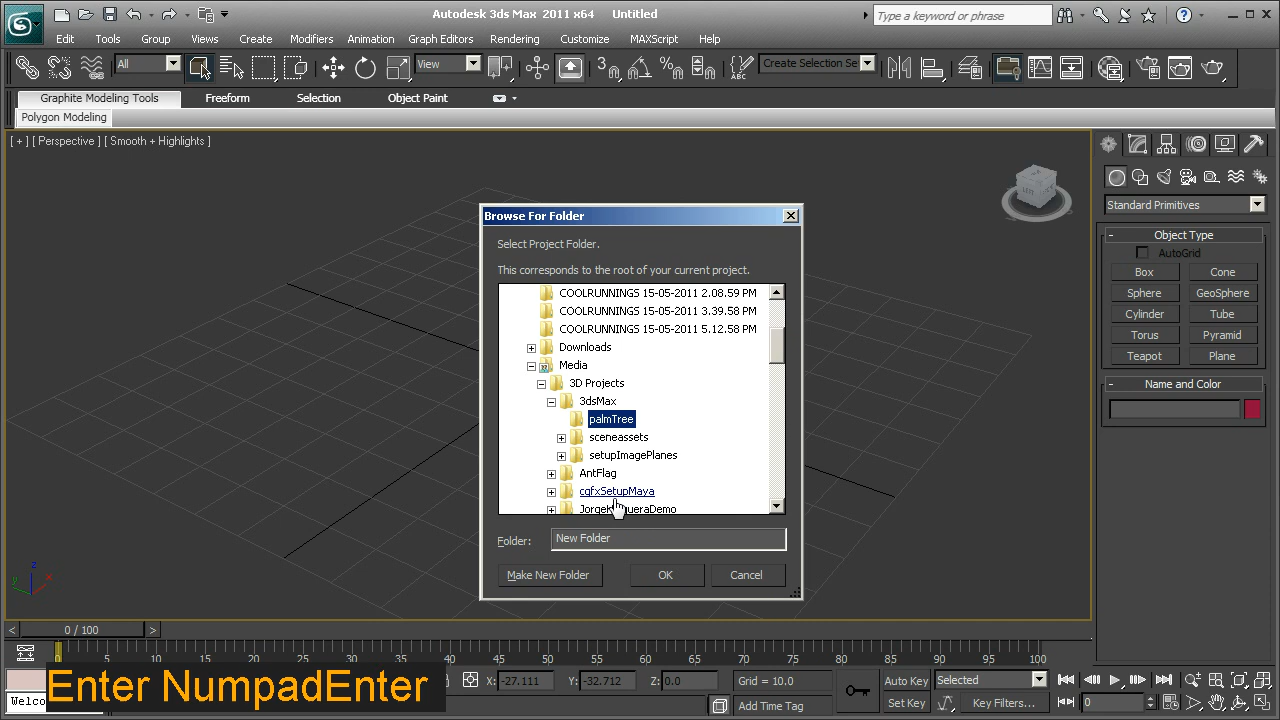 Autodesk 3ds Max 2011 x64 Untitled
Type a keyword or phrase
Edit Tools Group Views Create Modifiers Animation Graph Editors Rendering Customize MAXScript Help
All
View
Create Selection Se
Graphite Modeling Tools Freeform Selection Object Paint
Polygon Modeling
[ + ] [ Perspective ] [ Smooth + Highlights ]
Standard Primitives
Object Type
AutoGrid
Box Cone
Sphere GeoSphere
Cylinder Tube
Torus Pyramid
Teapot Plane
Name and Color
Browse For Folder
Select Project Folder.
This corresponds to the root of your current project.
COOLRUNNINGS 15-05-2011 2.08.59 PM
COOLRUNNINGS 15-05-2011 3.39.58 PM
COOLRUNNINGS 15-05-2011 5.12.58 PM
Downloads
Media
3D Projects
3dsMax
palmTree
sceneassets
setupImagePlanes
AntFlag
cgfxSetupMaya
Folder: New Folder
Make New Folder OK Cancel
z
y x
0 / 100
0 5 10 15 20 25 30 35 40 45 50 55 60 65 70 75 80 85 90 95 100
Enter NumpadEnter
Welco
X: -27.111 Y: -32.712 Z: 0.0 Grid = 10.0
Add Time Tag
Auto Key Selected
Set Key Key Filters... 0